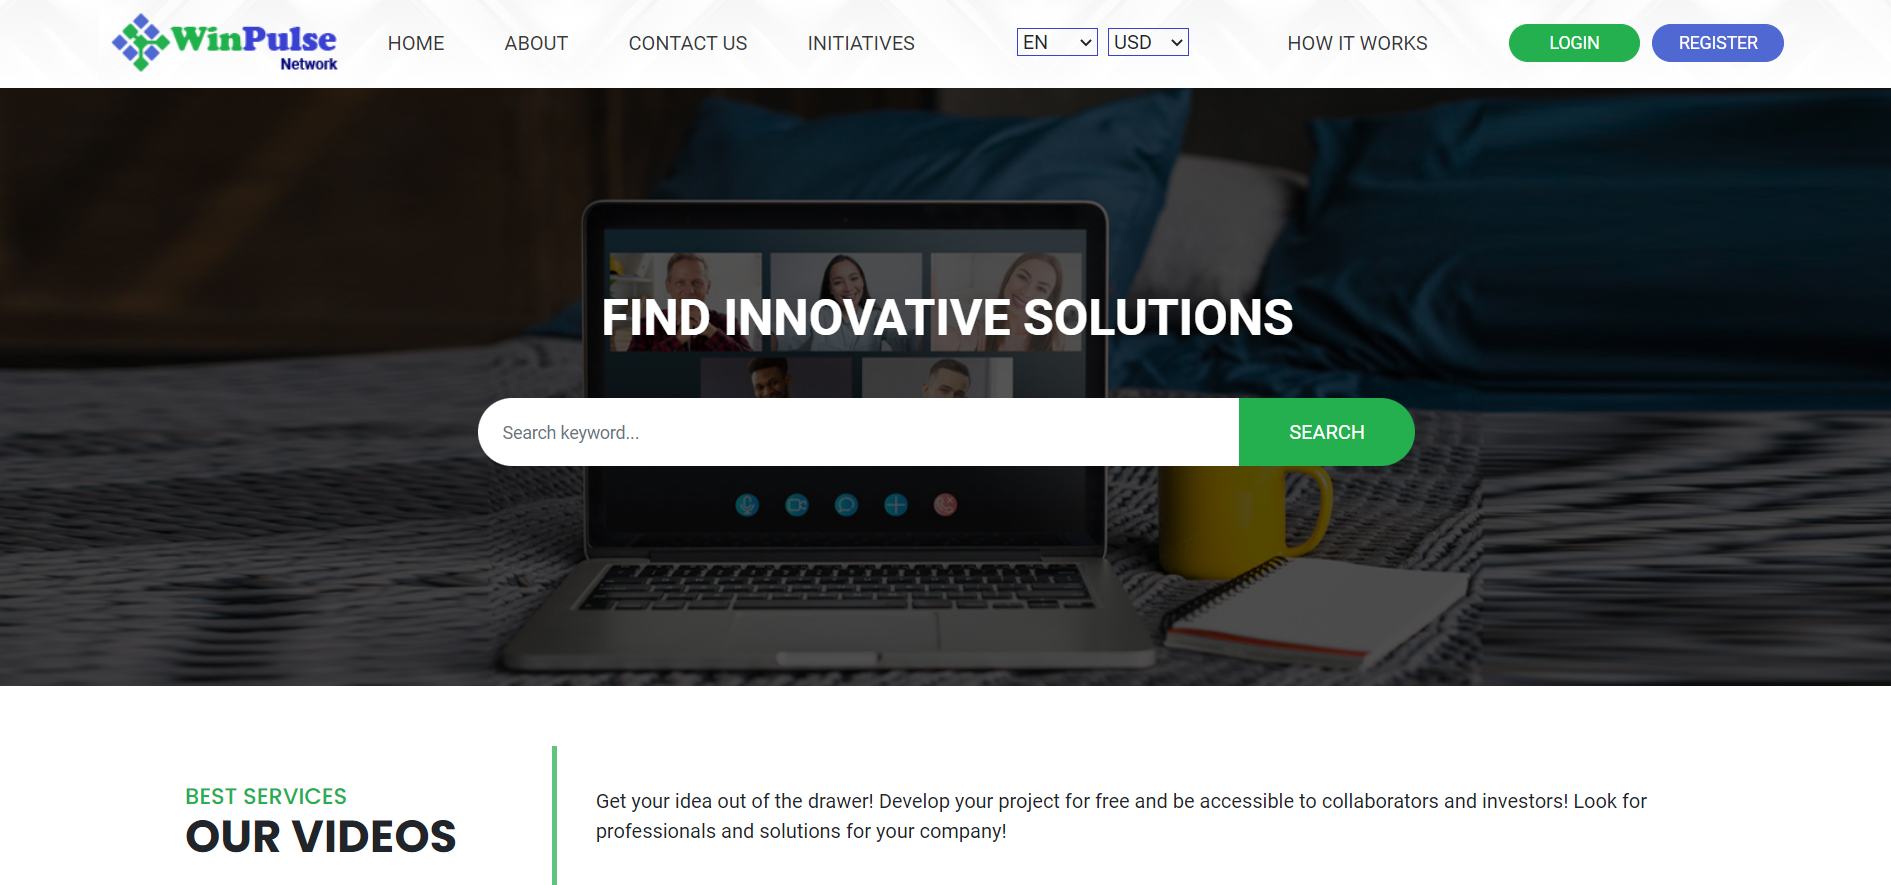 WinPulse
Network
HOME ABOUT CONTACT US INITIATIVES EN USD HOW IT WORKS LOGIN REGISTER
FIND INNOVATIVE SOLUTIONS
Search keyword... SEARCH
BEST SERVICES
OUR VIDEOS
Get your idea out of the drawer! Develop your project for free and be accessible to collaborators and investors! Look for
professionals and solutions for your company!